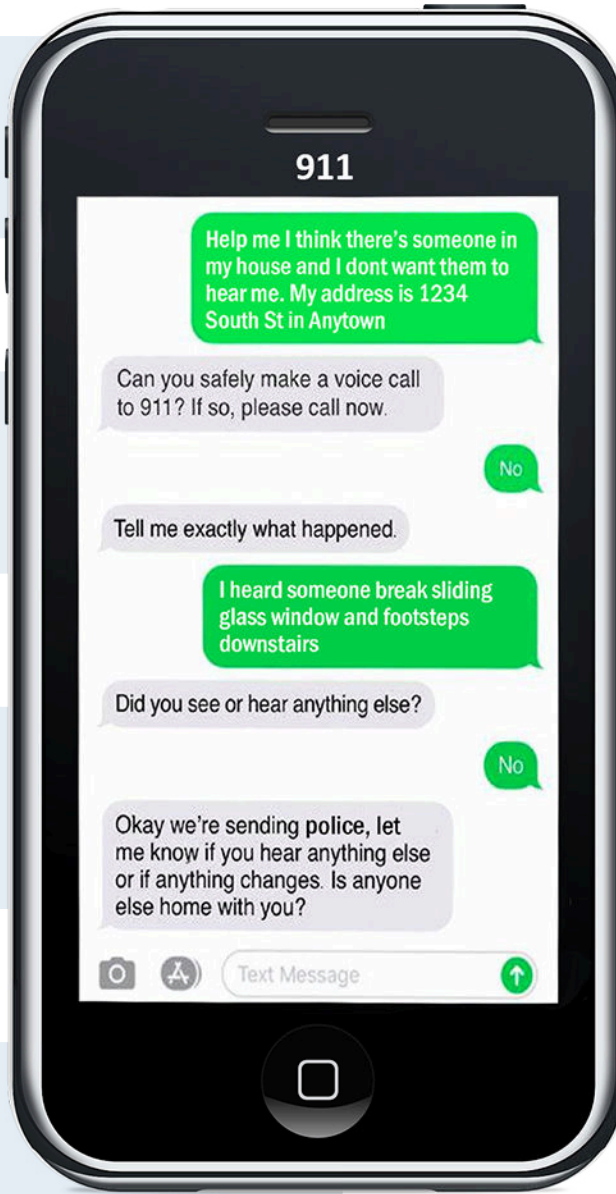 911
Help me I think there's someone in
my house and I dont want them to
hear me. My address is 1234
South St in Anytown
Can you safely make a voice call
to 911? If so, please call now.
No
Tell me exactly what happened.
I heard someone break sliding
glass window and footsteps
downstairs
Did you see or hear anything else?
No
Okay we're sending police, let
me know if you hear anything else
or if anything changes. Is anyone
else home with you?
Text Message